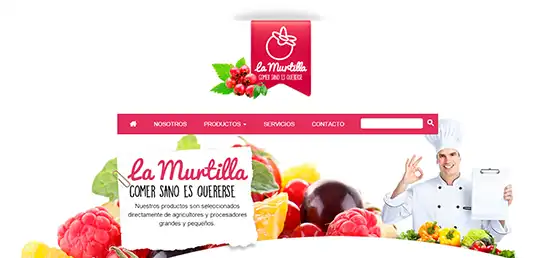 La Murtilla
COMER SANO ES QUERERSE
NOSOTROS PRODUCTOS SERVICIOS CONTACTO
La Murtilla
COMER SANO ES QUERERSE
Nuestros productos son seleccionados
directamente de agricultores y procesadores
grandes y pequeños.